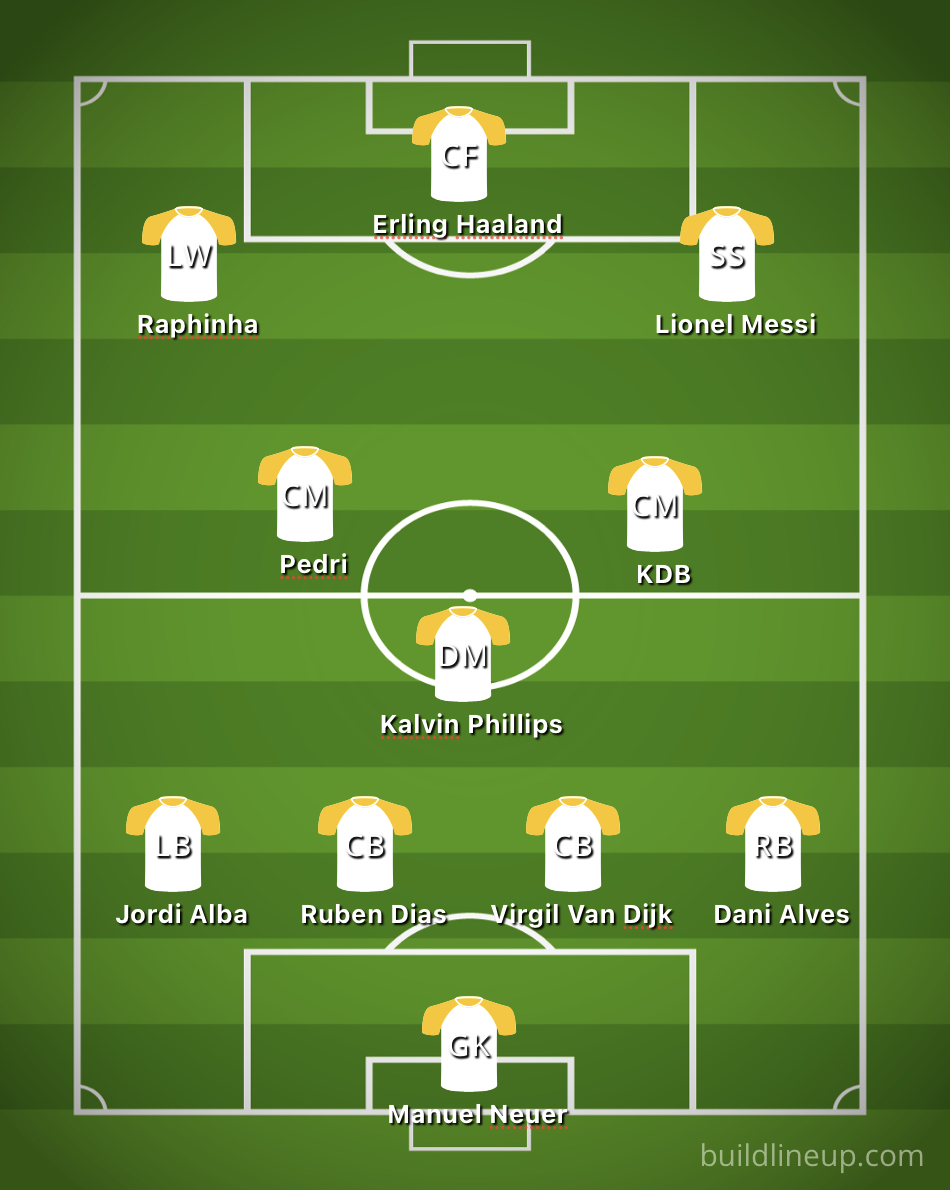 CF
Erling Haaland
LW
SS
Raphinha
Lionel Messi
CM
CM
Pedri
KDB
DM
Kalvin Phillips
LB
CB
CB
RB
Jordi Alba
Ruben Dias
Virgil Van Dijk
Dani Alves
GK
Manuel Neuer
buildlineup.com